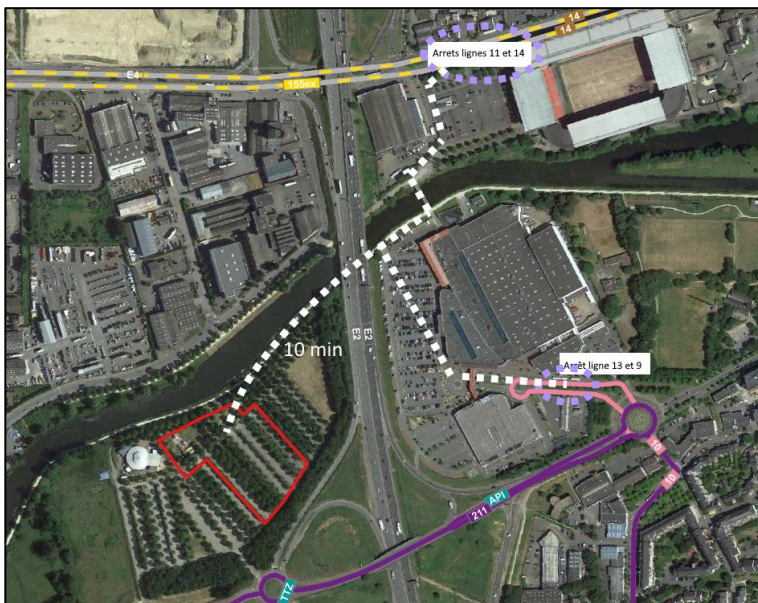 14
14
Arrets lignes 11 et 14
E4
155ex
E2
E2
10 min
Arrêt ligne 13 et 9
10
10
API
211
TTZ